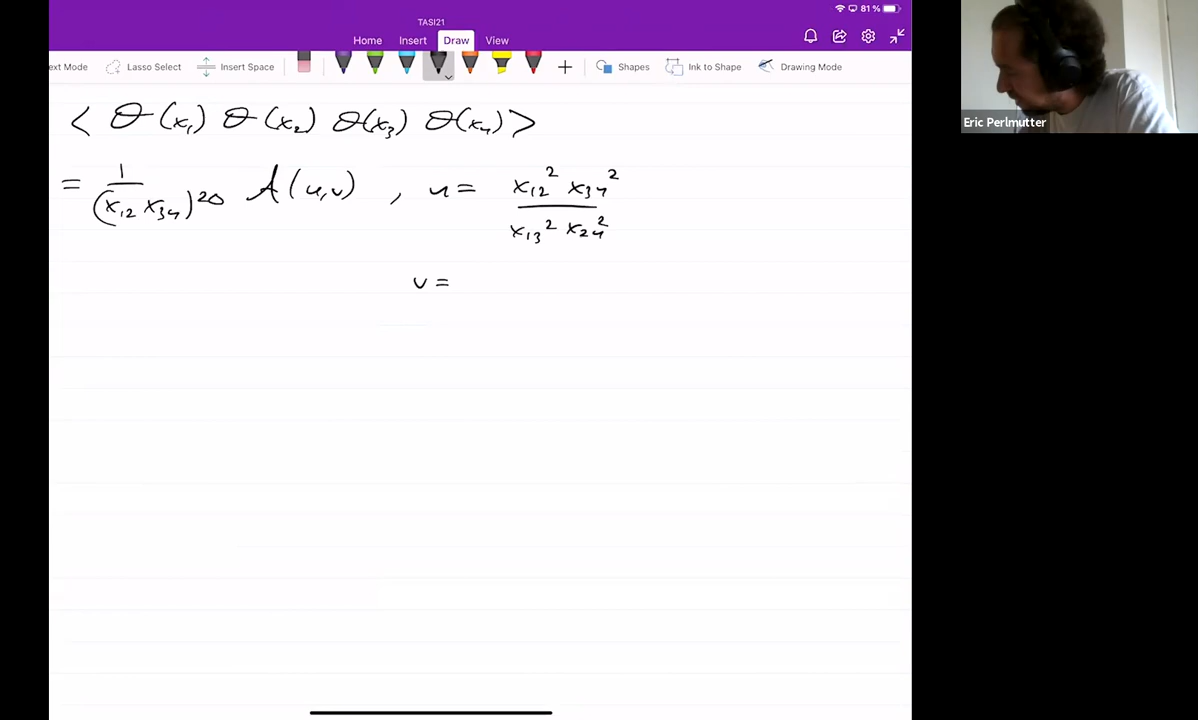 TASI21
81 %
Home Insert Draw View
ext Mode Lasso Select Insert Space Shapes Ink to Shape Drawing Mode
Eric Perlmutter
< O(x₁) O(x₂) O(x₃) O(x₄) >
= 1/(x₁₂ x₃₄)^{2Δ} A(u,v) , u = x₁₂² x₃₄² / x₁₃² x₂₄²
v =